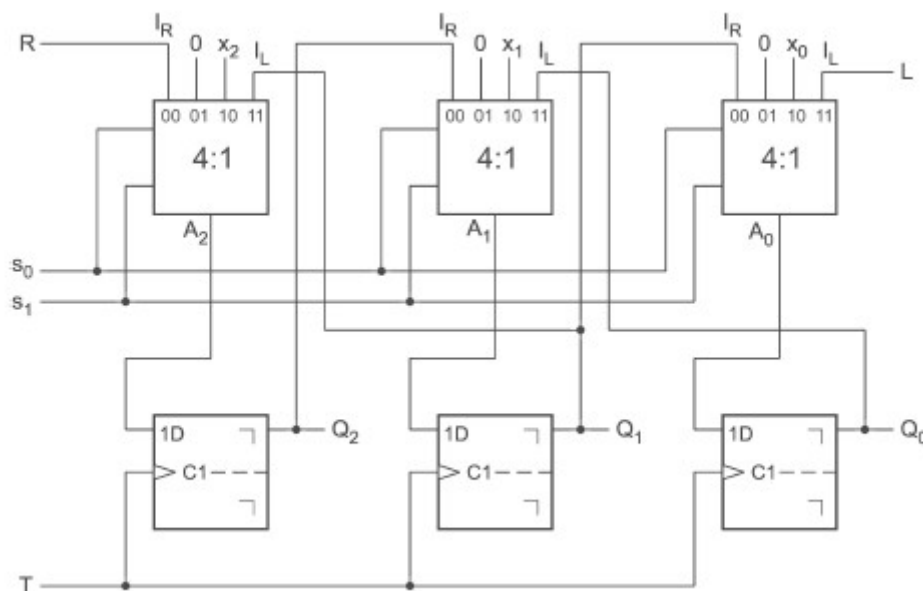 I_R I_R I_R
R 0 x_2 I_L 0 x_1 I_L 0 x_0 I_L L
00 01 10 11 00 01 10 11 00 01 10 11
4:1 4:1 4:1
A_2 A_1 A_0
s_0
s_1
1D Q_2 1D Q_1 1D Q_0
C1 C1 C1
T